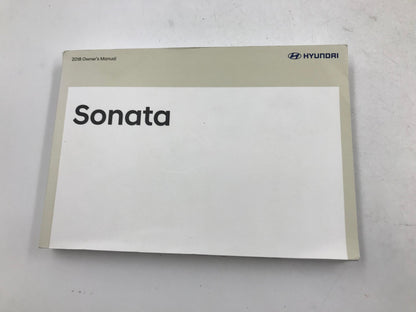 2018 Owner's Manual
HYUNDAI
Sonata